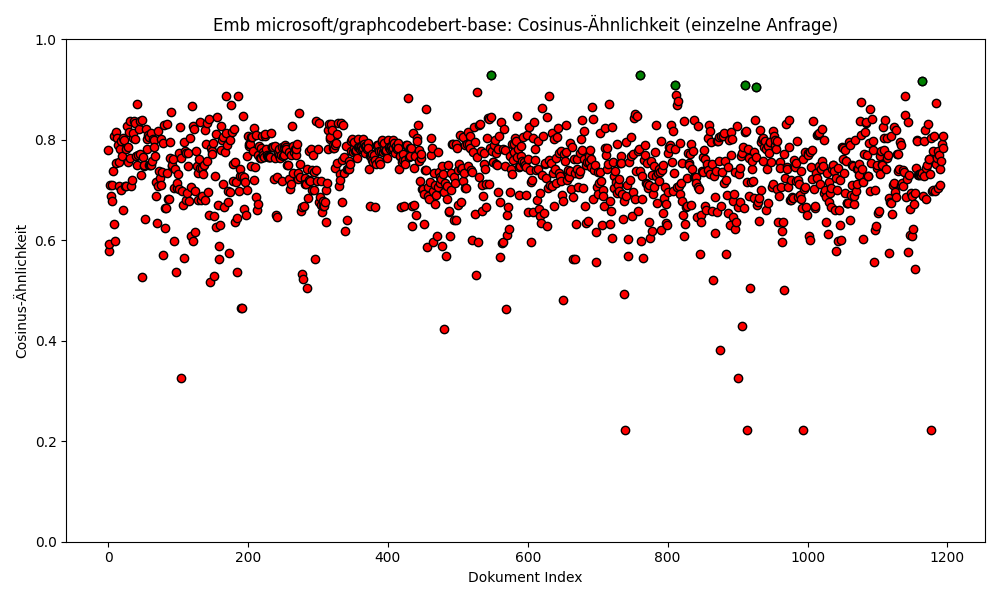 Emb microsoft/graphcodebert-base: Cosinus-Ähnlichkeit (einzelne Anfrage)
1.0
0.8
0.6
0.4
0.2
0.0
Cosinus-Ähnlichkeit
0 200 400 600 800 1000 1200
Dokument Index